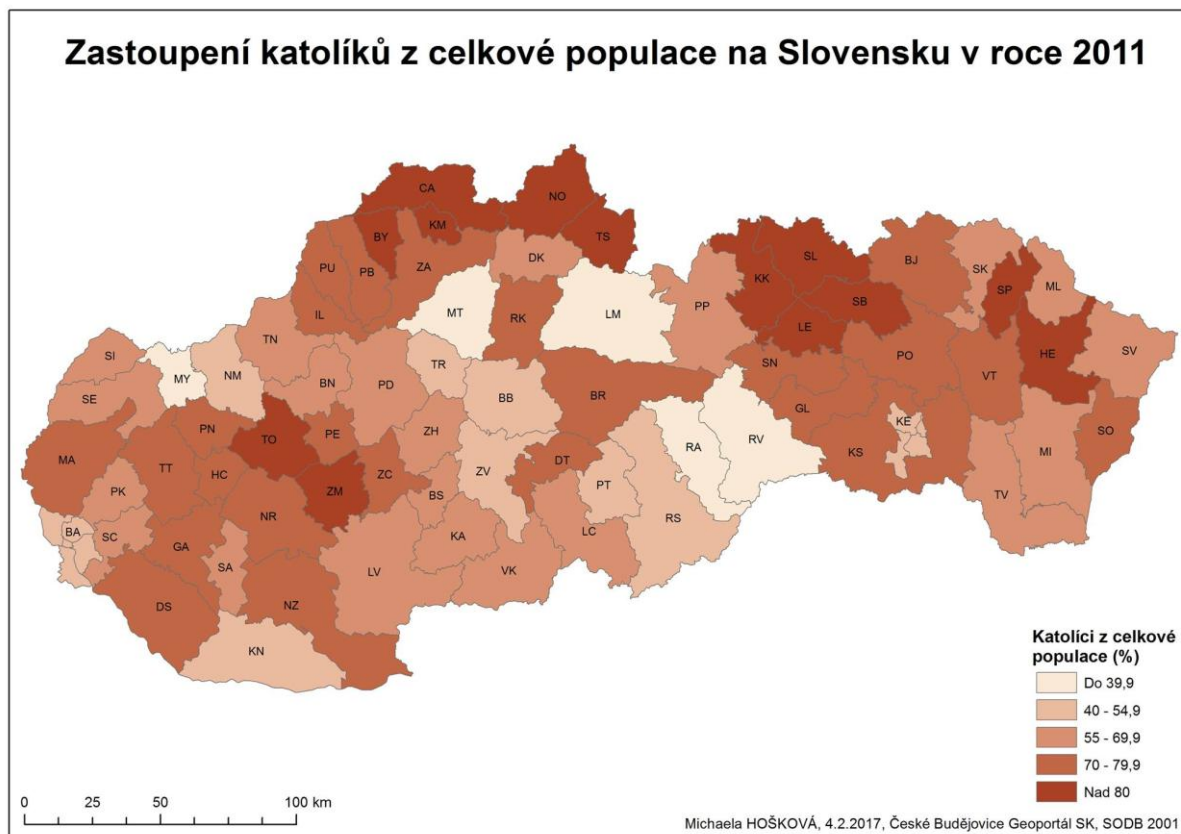 Zastoupení katolíků z celkové populace na Slovensku v roce 2011
CA
NO
KM
BY
TS
DK
PU
PB
ZA
SL
KK
BJ
SK
SP
ML
SB
PP
MT
RK
LM
IL
LE
HE
SV
TN
SI
MY
NM
TR
BN
PD
BB
BR
SN
PO
VT
SE
GL
KE
SO
PN
TO
PE
ZH
RA
RV
MA
TT
HC
ZM
ZC
ZV
DT
KS
MI
PK
PT
BS
TV
NR
RS
BA
SC
GA
KA
LC
SA
LV
VK
DS
NZ
KN
Katolíci z celkové
populace (%)
Do 39,9
40 - 54,9
55 - 69,9
70 - 79,9
Nad 80
0 25 50 100 km
Michaela HOŠKOVÁ, 4.2.2017, České Budějovice Geoportál SK, SODB 2001